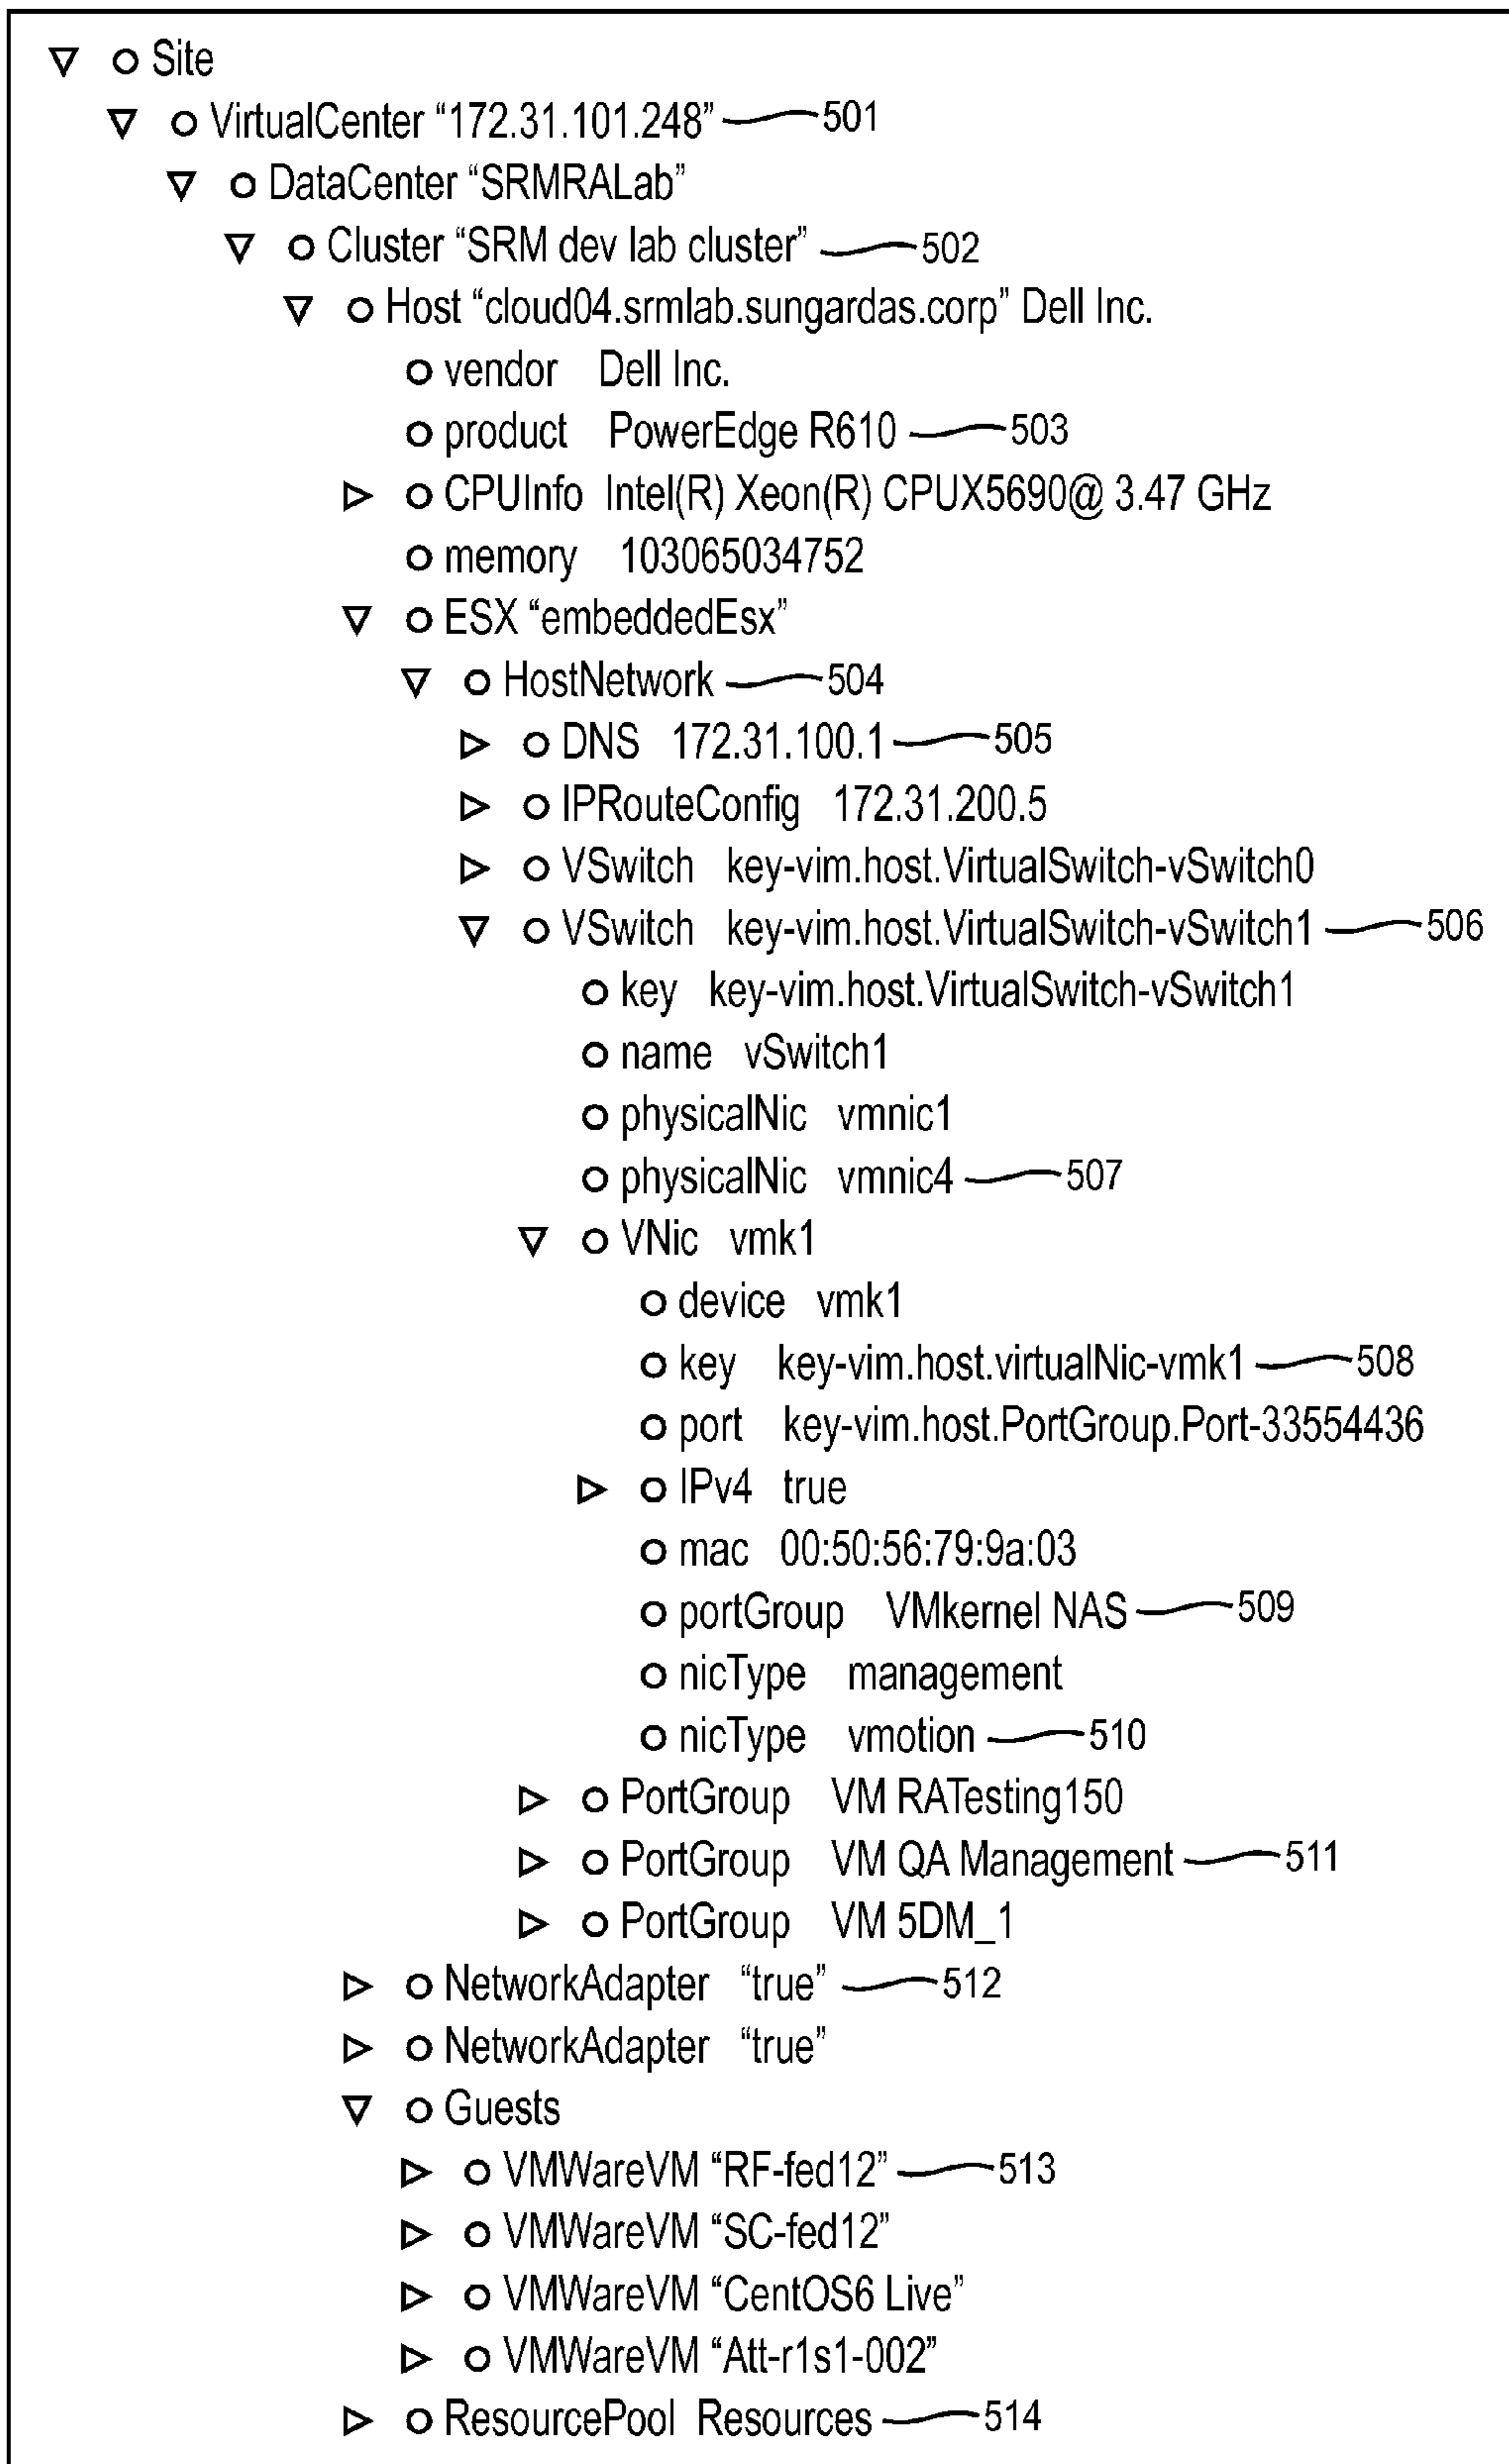 Site
VirtualCenter “172.31.101.248” 501
DataCenter “SRMRALab”
Cluster “SRM dev lab cluster” 502
Host “cloud04.srmlab.sungardas.corp” Dell Inc.
vendor Dell Inc.
product PowerEdge R610 503
CPUInfo Intel(R) Xeon(R) CPUX5690@ 3.47 GHz
memory 103065034752
ESX “embeddedEsx”
HostNetwork 504
DNS 172.31.100.1 505
IPRouteConfig 172.31.200.5
VSwitch key-vim.host.VirtualSwitch-vSwitch0
VSwitch key-vim.host.VirtualSwitch-vSwitch1 506
key key-vim.host.VirtualSwitch-vSwitch1
name vSwitch1
physicalNic vmnic1
physicalNic vmnic4 507
VNic vmk1
device vmk1
key key-vim.host.virtualNic-vmk1 508
port key-vim.host.PortGroup.Port-33554436
IPv4 true
mac 00:50:56:79:9a:03
portGroup VMkernel NAS 509
nicType management
nicType vmotion 510
PortGroup VM RATesting150
PortGroup VM QA Management 511
PortGroup VM 5DM_1
NetworkAdapter “true” 512
NetworkAdapter “true”
Guests
VMWareVM “RF-fed12” 513
VMWareVM “SC-fed12”
VMWareVM “CentOS6 Live”
VMWareVM “Att-r1s1-002”
ResourcePool Resources 514